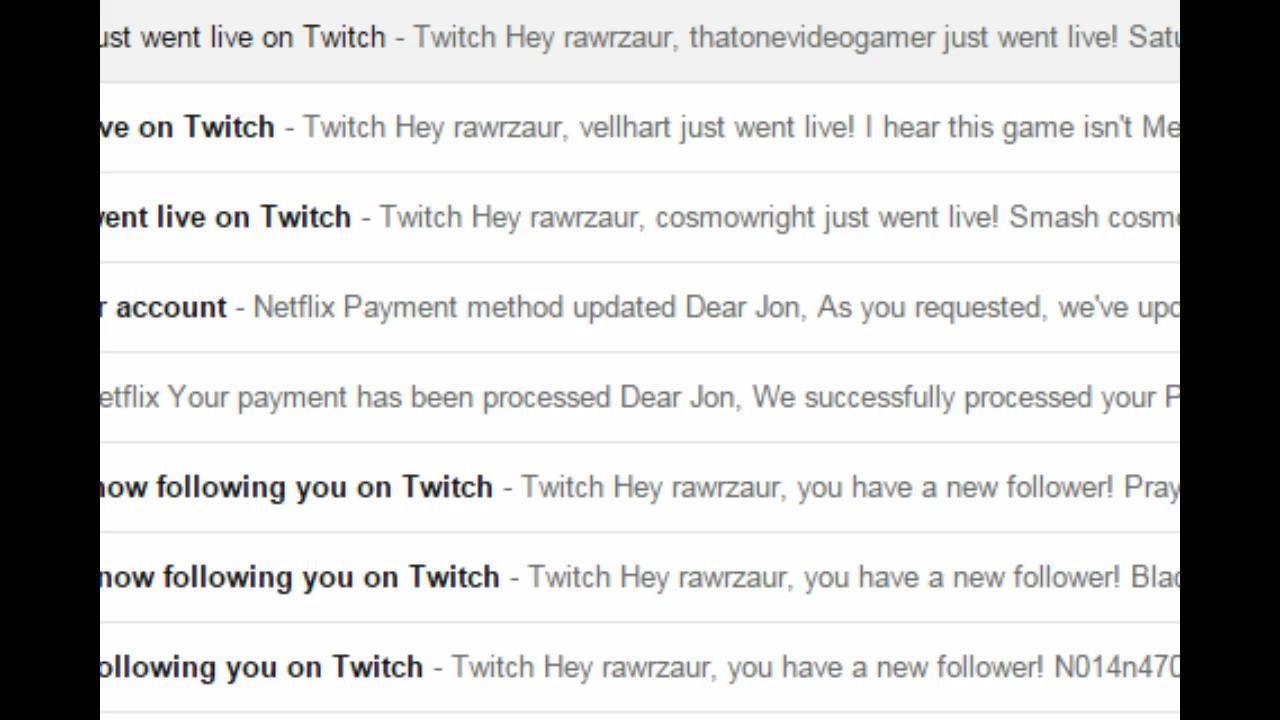 ust went live on Twitch - Twitch Hey rawrzaur, thatonevideogamer just went live! Satu
ve on Twitch - Twitch Hey rawrzaur, vellhart just went live! I hear this game isn't Me
vent live on Twitch - Twitch Hey rawrzaur, cosmowright just went live! Smash cosmo
r account - Netflix Payment method updated Dear Jon, As you requested, we've upd
etflix Your payment has been processed Dear Jon, We successfully processed your P
now following you on Twitch - Twitch Hey rawrzaur, you have a new follower! Pray
now following you on Twitch - Twitch Hey rawrzaur, you have a new follower! Blac
ollowing you on Twitch - Twitch Hey rawrzaur, you have a new follower! N014n470